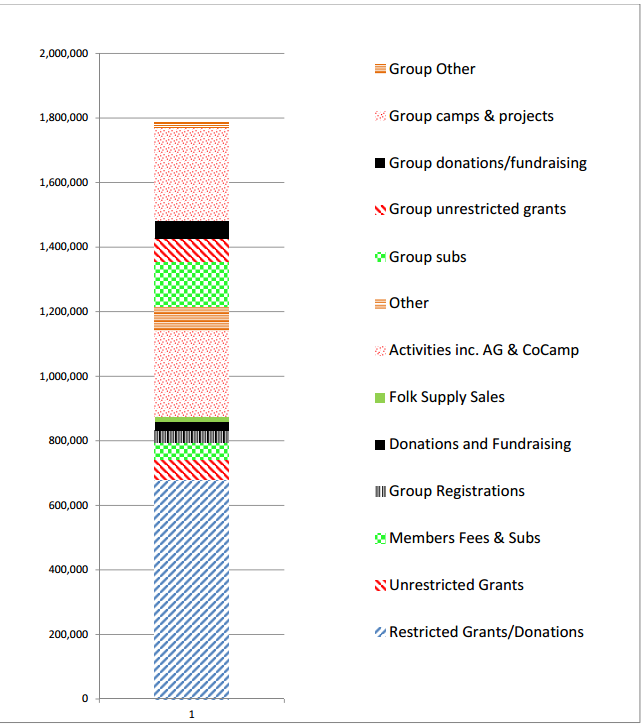 2,000,000
1,800,000
1,600,000
1,400,000
1,200,000
1,000,000
800,000
600,000
400,000
200,000
0
1
Group Other
Group camps & projects
Group donations/fundraising
Group unrestricted grants
Group subs
Other
Activities inc. AG & CoCamp
Folk Supply Sales
Donations and Fundraising
Group Registrations
Members Fees & Subs
Unrestricted Grants
Restricted Grants/Donations